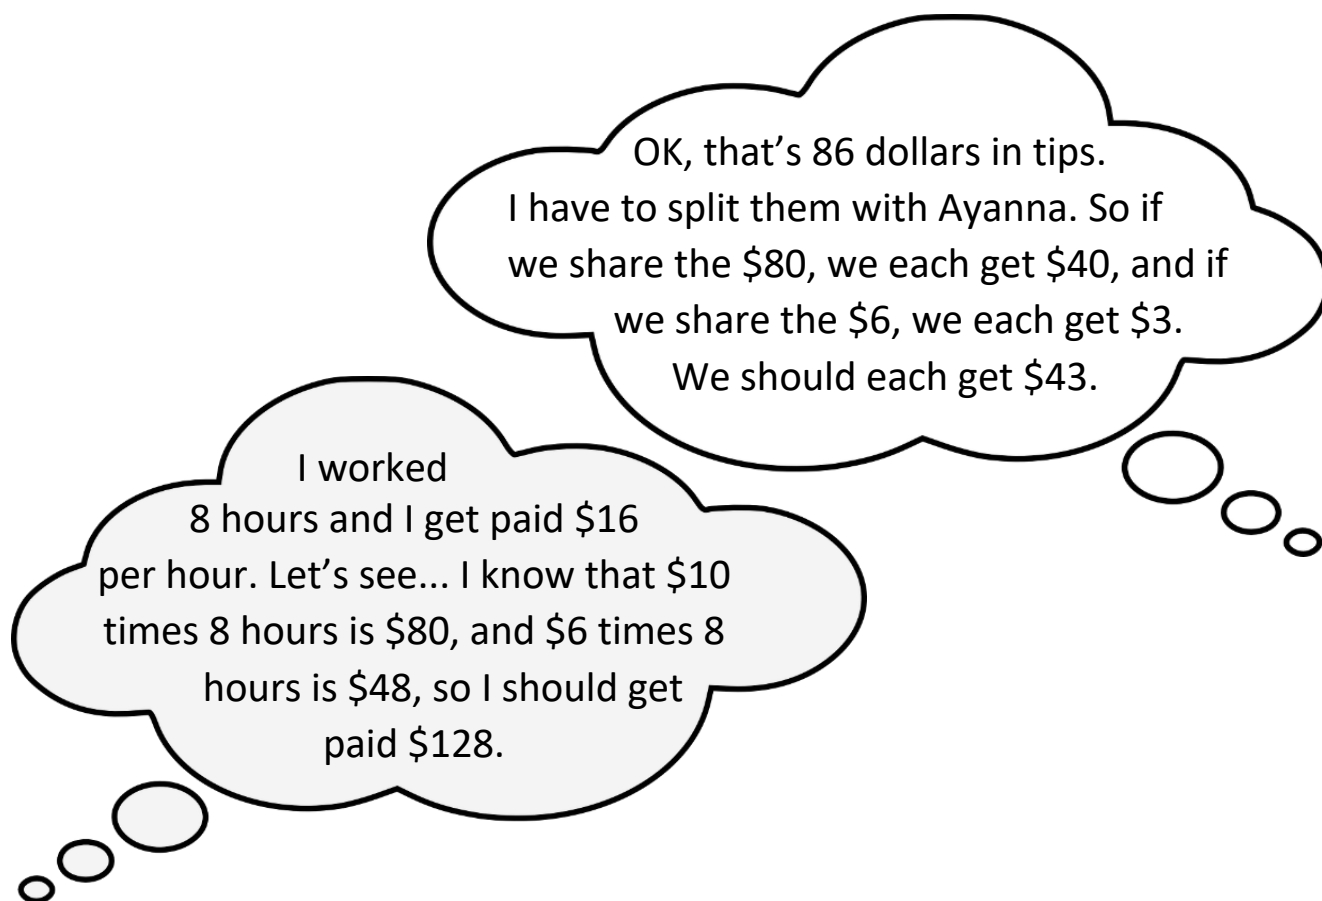 OK, that’s 86 dollars in tips.
I have to split them with Ayanna. So if
we share the $80, we each get $40, and if
we share the $6, we each get $3.
We should each get $43.
I worked
8 hours and I get paid $16
per hour. Let’s see... I know that $10
times 8 hours is $80, and $6 times 8
hours is $48, so I should get
paid $128.